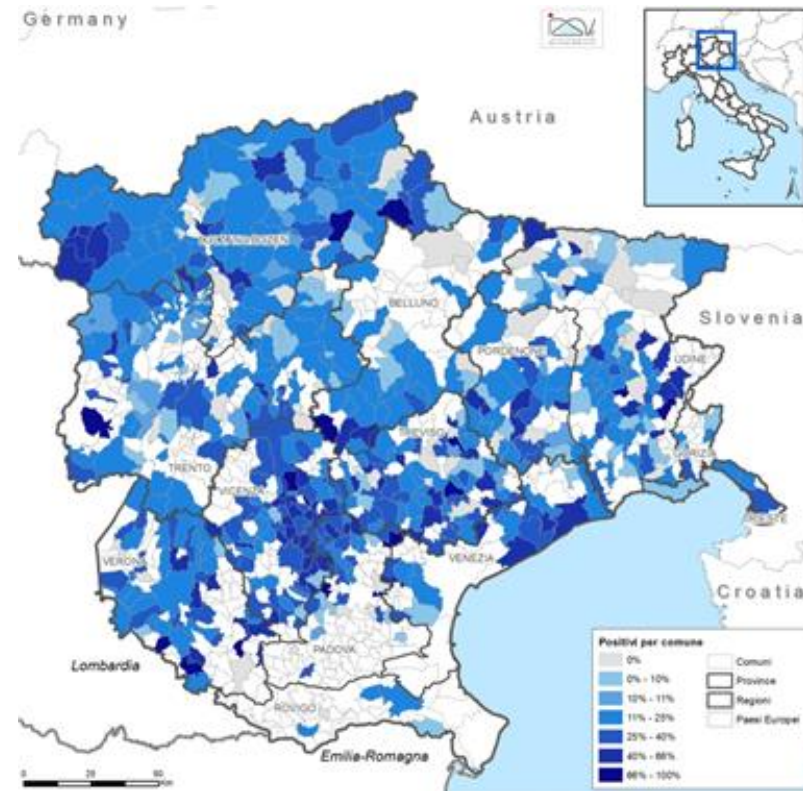 Germany
Austria
N
BELLUNO
Slovenia
PORDENONE
UDINE
TREVISO
GORIZIA
TRENTO
VICENZA
TRIESTE
VERONA
VENEZIA
Croatia
PADOVA
Lombardia
ROVIGO
Emilia-Romagna
Positivi per comune
0%
0% - 10%
10% - 11%
11% - 25%
25% - 40%
40% - 66%
66% - 100%
Comuni
Province
Regioni
Paesi Europei
0
60